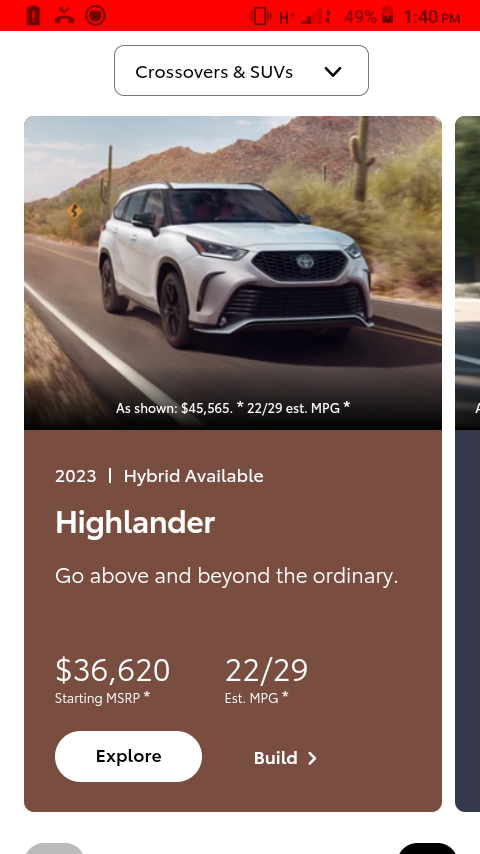 H+ 49% 1:40 PM
Crossovers & SUVs
As shown: $45,565. * 22/29 est. MPG *
2023 | Hybrid Available
Highlander
Go above and beyond the ordinary.
$36,620 22/29
Starting MSRP * Est. MPG *
Explore Build